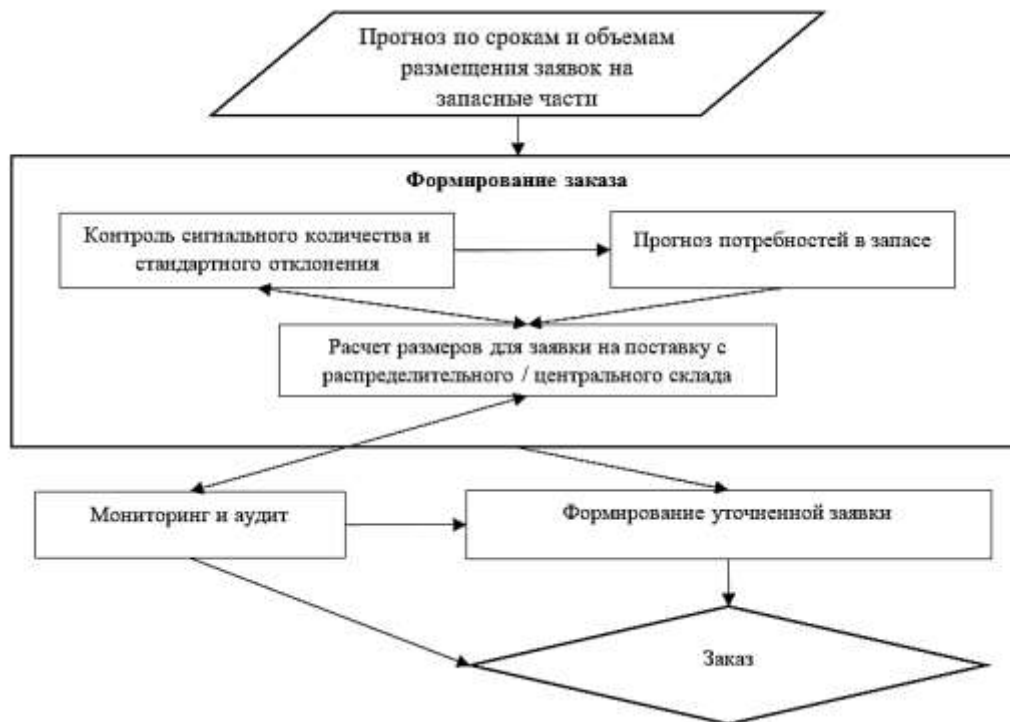 Прогноз по срокам и объемам
размещения заявок на
запасные части
Формирование заказа
Контроль сигнального количества и
стандартного отклонения
Прогноз потребностей в запасе
Расчет размеров для заявки на поставку с
распределительного / центрального склада
Мониторинг и аудит
Формирование уточненной заявки
Заказ